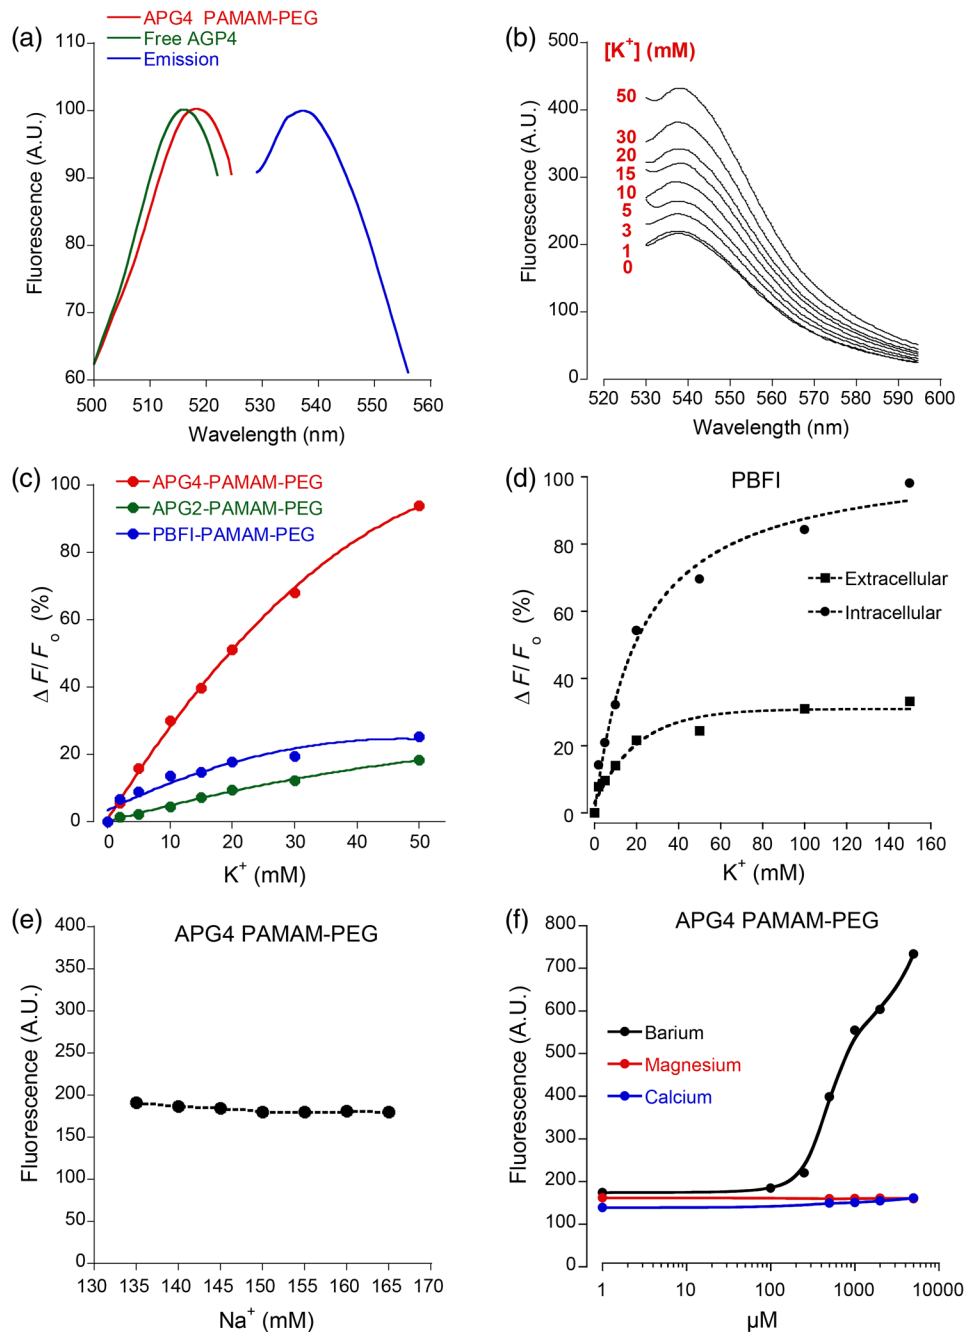 (a)
APG4 PAMAM-PEG
Free AGP4
Emission
110
100
90
80
70
60
Fluorescence (A.U.)
500 510 520 530 540 550 560
Wavelength (nm)
(b)
[K+] (mM)
50
30
20
15
10
5
3
1
0
500
400
300
200
100
0
Fluorescence (A.U.)
520 530 540 550 560 570 580 590 600
Wavelength (nm)
(c)
APG4-PAMAM-PEG
APG2-PAMAM-PEG
PBFI-PAMAM-PEG
100
80
60
40
20
0
Δ F/ Fo (%)
0 10 20 30 40 50
K+ (mM)
(d)
PBFI
Extracellular
Intracellular
100
80
60
40
20
0
Δ F/ Fo (%)
0 20 40 60 80 100 120 140 160
K+ (mM)
(e)
APG4 PAMAM-PEG
400
350
300
250
200
150
100
50
0
Fluorescence (A.U.)
130 135 140 145 150 155 160 165 170
Na+ (mM)
(f)
APG4 PAMAM-PEG
Barium
Magnesium
Calcium
800
700
600
500
400
300
200
100
0
Fluorescence (A.U.)
1 10 100 1000 10000
µM